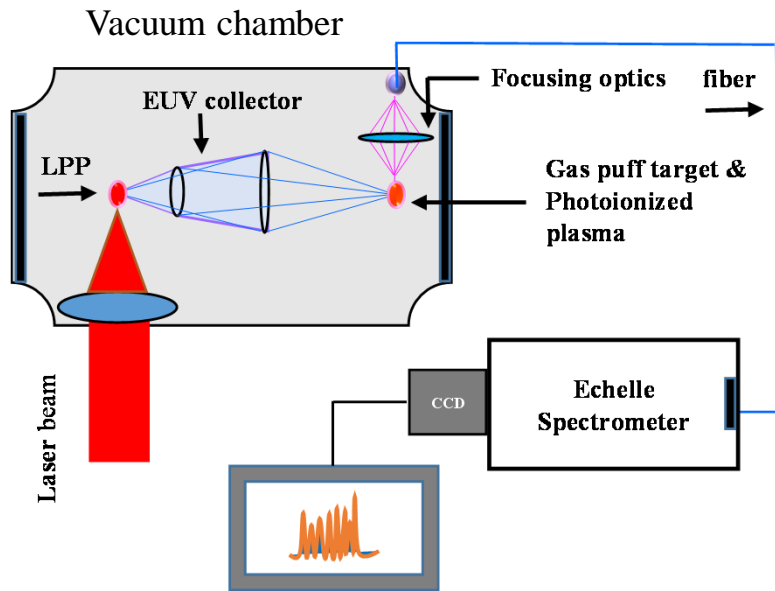 Vacuum chamber
EUV collector
Focusing optics
fiber
LPP
Gas puff target &
Photoionized
plasma
Laser beam
CCD
Echelle
Spectrometer